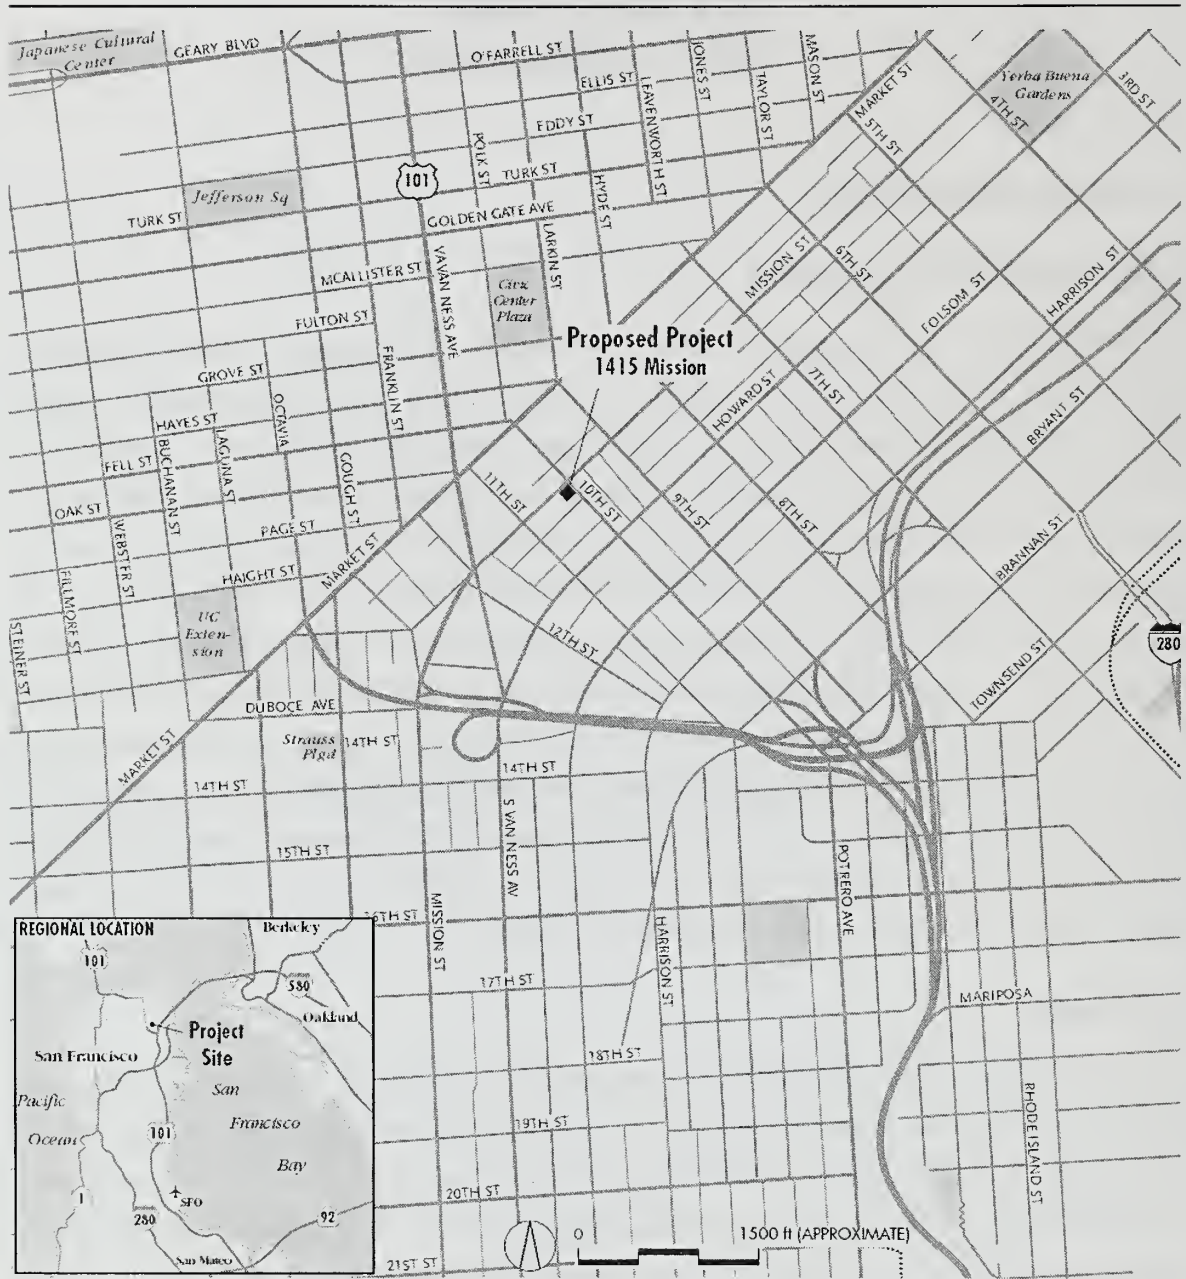 Japanese Cultural
Center
GEARY BLVD
O'FARRELL ST
JONES ST
MASON ST
MARKET ST
Yerba Buena
Gardens
3RD ST
4TH ST
ELLIS ST
LEAVENWORTH ST
TAYLOR ST
5TH ST
EDDY ST
POLK ST
101
TURK ST
HYDE ST
Jefferson Sq
TURK ST
GOLDEN GATE AVE
LARKIN ST
VAVAN NESS AVE
MCALLISTER ST
Civic
Center
Plaza
MISSION ST
6TH ST
FOLSOM ST
HARRISON ST
FULTON ST
FRANKLIN ST
Proposed Project
1415 Mission
GROVE ST
OCTAVIA
HOWARD ST
7TH ST
BRYANT ST
HAYES ST
LAGUNA ST
BUCHANAN ST
FELL ST
GOUGH ST
11TH ST
10TH ST
9TH ST
8TH ST
OAK ST
WEBSTER ST
PAGE ST
MARKET ST
BRANNAN ST
HAIGHT ST
FILLMORE ST
STEINER ST
UC
Exten-
sion
12TH ST
280
TOWNSEND ST
DUBOCE AVE
Strauss
Plgd
14TH ST
MARKET ST
14TH ST
14TH ST
S VAN NESS AV
15TH ST
POTRERO AVE
MISSION ST
16TH ST
HARRISON ST
17TH ST
MARIPOSA
18TH ST
RHODE ISLAND ST
19TH ST
20TH ST
21ST ST
0
1500 ft (APPROXIMATE)
REGIONAL LOCATION
Berkeley
101
580
Oakland
Project
Site
San Francisco
San
Francisco
Bay
Pacific
Ocean
101
1
SFO
280
92
San Mateo